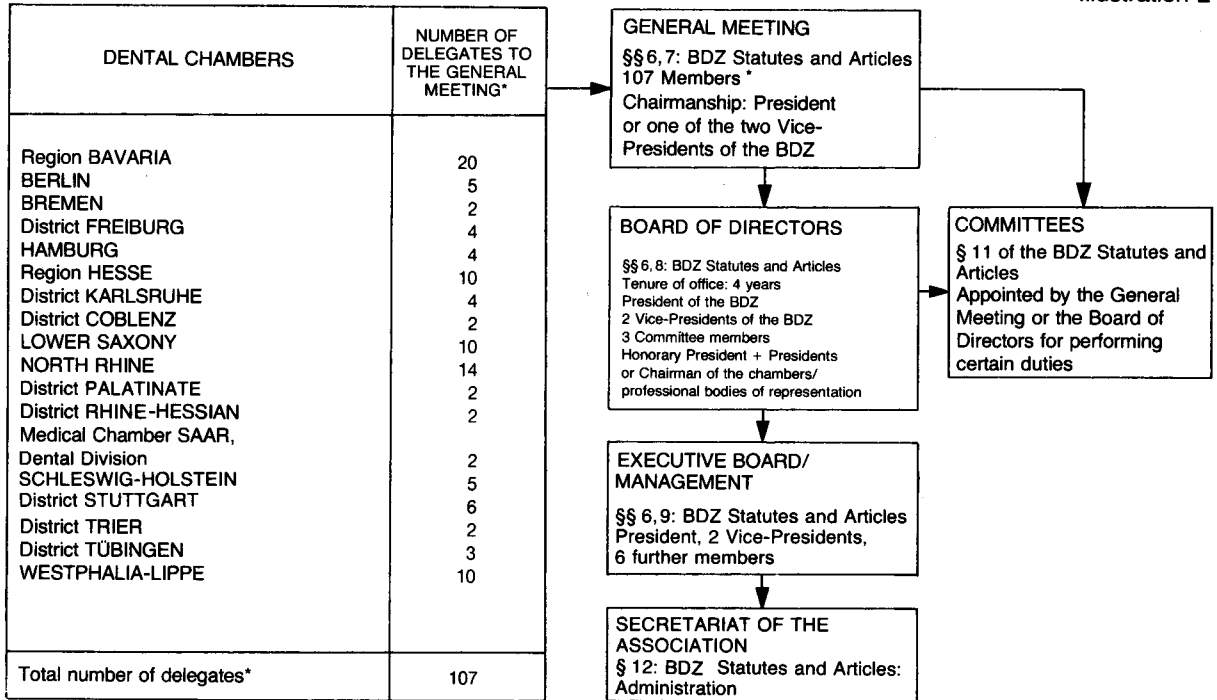 DENTAL CHAMBERS
NUMBER OF
DELEGATES TO
THE GENERAL
MEETING*
Region BAVARIA 20
BERLIN 5
BREMEN 2
District FREIBURG 4
HAMBURG 4
Region HESSE 10
District KARLSRUHE 4
District COBLENZ 2
LOWER SAXONY 10
NORTH RHINE 14
District PALATINATE 2
District RHINE-HESSIAN 2
Medical Chamber SAAR,
Dental Division 2
SCHLESWIG-HOLSTEIN 5
District STUTTGART 6
District TRIER 2
District TÜBINGEN 3
WESTPHALIA-LIPPE 10
Total number of delegates* 107
GENERAL MEETING
§§6,7: BDZ Statutes and Articles
107 Members *
Chairmanship: President
or one of the two Vice-
Presidents of the BDZ
BOARD OF DIRECTORS
§§6,8: BDZ Statutes and Articles
Tenure of office: 4 years
President of the BDZ
2 Vice-Presidents of the BDZ
3 Committee members
Honorary President + Presidents
or Chairman of the chambers/
professional bodies of representation
COMMITTEES
§ 11 of the BDZ Statutes and
Articles
Appointed by the General
Meeting or the Board of
Directors for performing
certain duties
EXECUTIVE BOARD/
MANAGEMENT
§§ 6,9: BDZ Statutes and Articles
President, 2 Vice-Presidents,
6 further members
SECRETARIAT OF THE
ASSOCIATION
§ 12: BDZ Statutes and Articles:
Administration